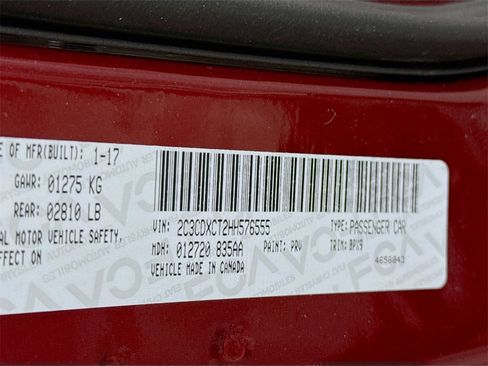 E OF MFR(BUILT): 1-17
GAWR: 01275 KG
REAR: 02810 LB
AL MOTOR VEHICLE SAFETY,
EFFECT ON
VIN: 2C3CDXCT2HH576555
TYPE: PASSENGER CAR
MDH: 012720 835AA
PAINT: PRV
TRIM: BPX9
VEHICLE MADE IN CANADA
4658843